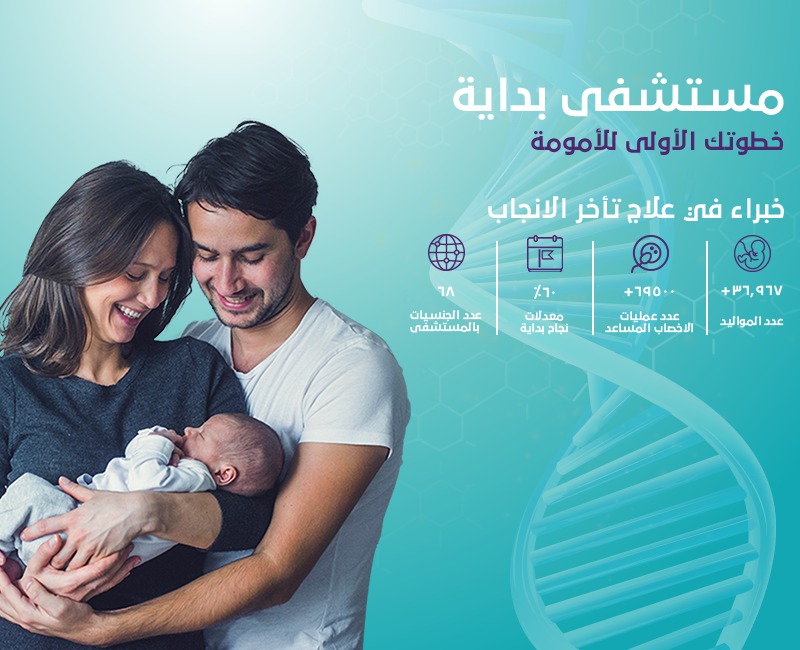 مستشفى بداية
خطوتك الأولى للأمومة
خبراء في علاج تأخر الانجاب
+٣٦,٩٦٧
عدد المواليد
+٦٩٥٠٠
عدد عمليات
الاخصاب المساعد
٪٦٠
معدلات
نجاح بداية
٦٨
عدد الجنسيات
بالمستشفى